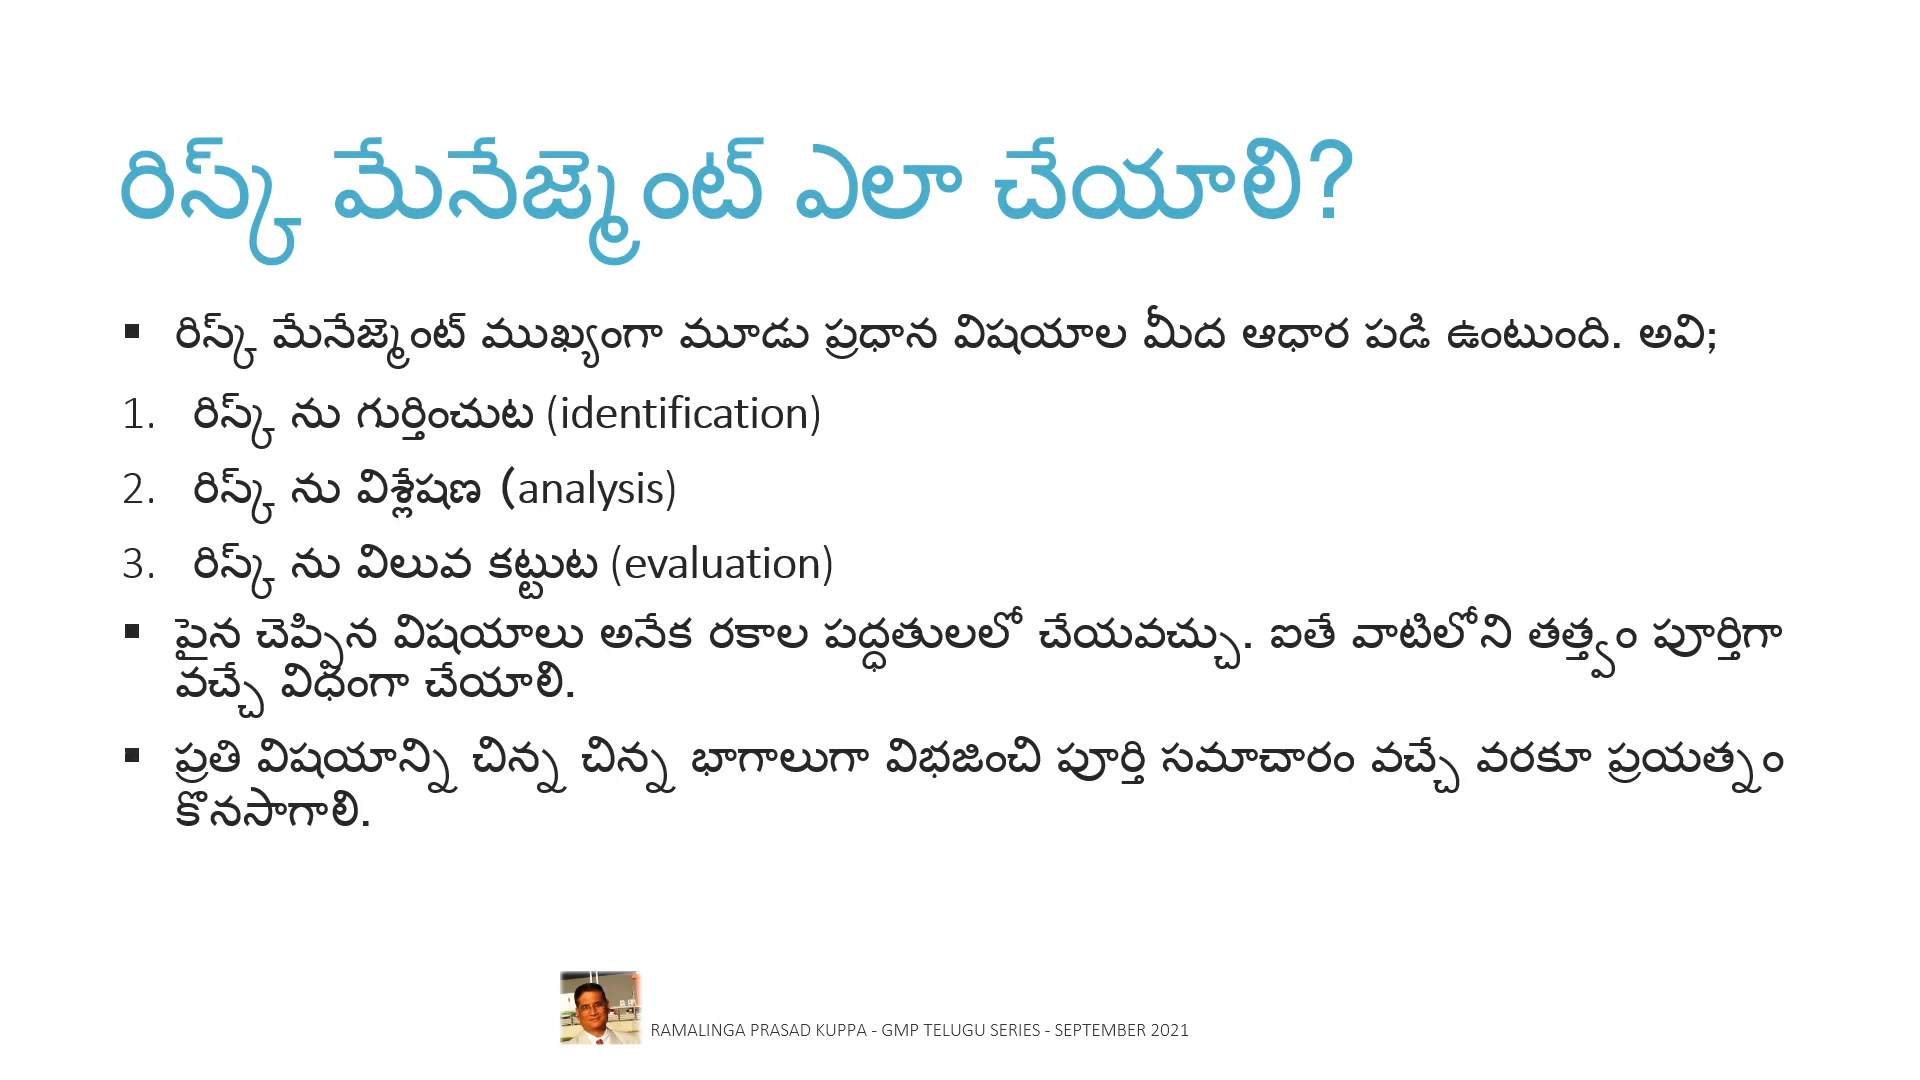 రిస్క్ మేనేజ్మెంట్ ఎలా చేయాలి?
▪ రిస్క్ మేనేజ్మెంట్ ముఖ్యంగా మూడు ప్రధాన విషయాల మీద ఆధార పడి ఉంటుంది. అవి;
1. రిస్క్ ను గుర్తించుట (identification)
2. రిస్క్ ను విశ్లేషణ (analysis)
3. రిస్క్ ను విలువ కట్టుట (evaluation)
▪ పైన చెప్పిన విషయాలు అనేక రకాల పద్ధతులలో చేయవచ్చు. ఐతే వాటిలోని తత్త్వం పూర్తిగా
వచ్చే విధంగా చేయాలి.
▪ ప్రతి విషయాన్ని చిన్న చిన్న భాగాలుగా విభజించి పూర్తి సమాచారం వచ్చే వరకూ ప్రయత్నం
కొనసాగాలి.
RAMALINGA PRASAD KUPPA - GMP TELUGU SERIES - SEPTEMBER 2021